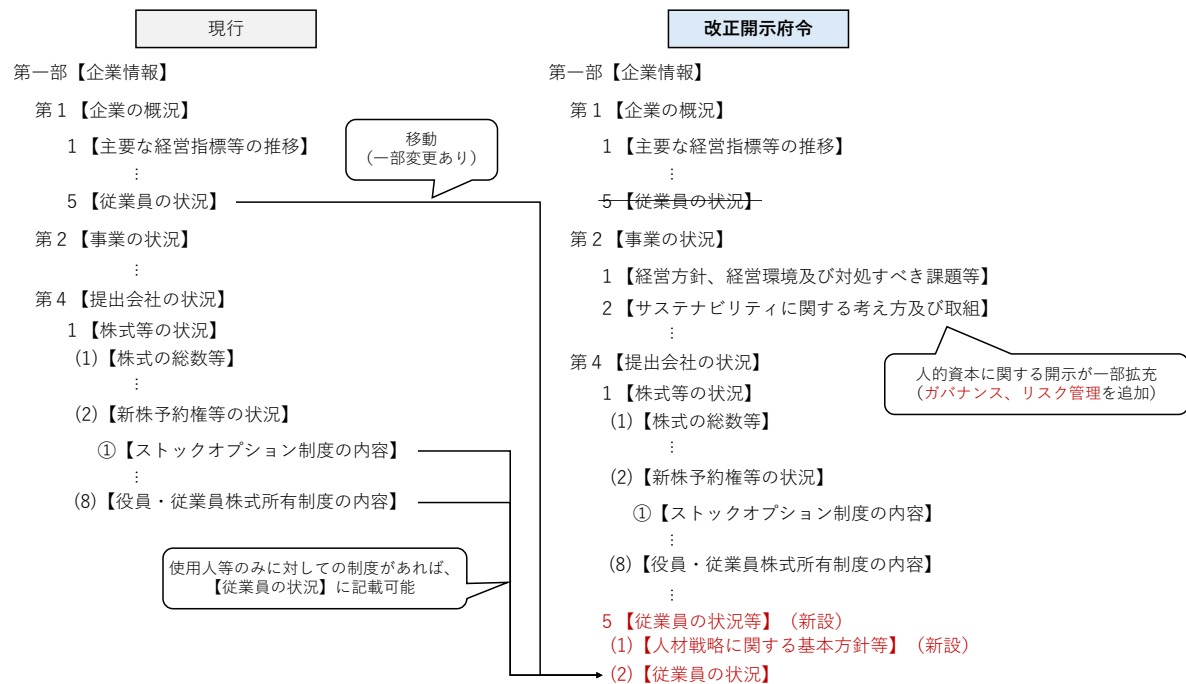 現行
第一部【企業情報】
第1【企業の概況】
1【主要な経営指標等の推移】
⋮
5【従業員の状況】
移動
(一部変更あり)
第2【事業の状況】
⋮
第4【提出会社の状況】
1【株式等の状況】
(1)【株式の総数等】
⋮
(2)【新株予約権等の状況】
①【ストックオプション制度の内容】
⋮
(8)【役員・従業員株式所有制度の内容】
使用人等のみに対しての制度があれば、
【従業員の状況】に記載可能
改正開示府令
第一部【企業情報】
第1【企業の概況】
1【主要な経営指標等の推移】
⋮
5【従業員の状況】
第2【事業の状況】
1【経営方針、経営環境及び対処すべき課題等】
2【サステナビリティに関する考え方及び取組】
⋮
人的資本に関する開示が一部拡充
(ガバナンス、リスク管理を追加)
第4【提出会社の状況】
1【株式等の状況】
(1)【株式の総数等】
⋮
(2)【新株予約権等の状況】
①【ストックオプション制度の内容】
⋮
(8)【役員・従業員株式所有制度の内容】
⋮
5【従業員の状況等】(新設)
(1)【人材戦略に関する基本方針等】(新設)
(2)【従業員の状況】